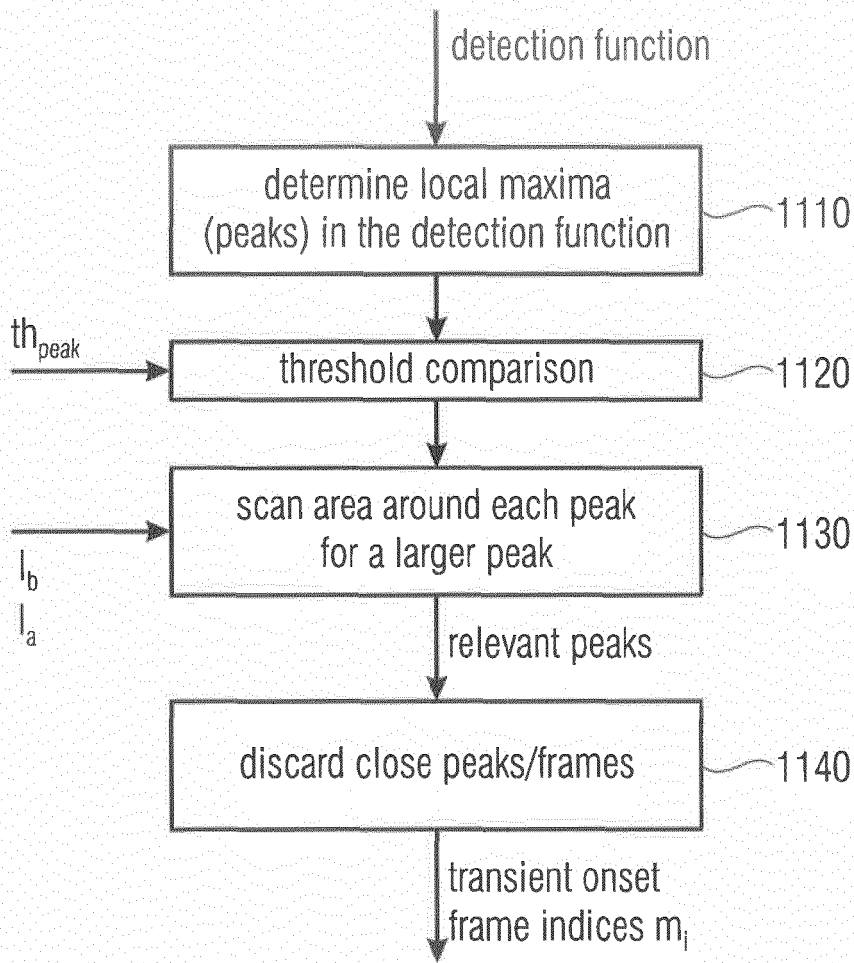 detection function
determine local maxima
(peaks) in the detection function
1110
th_peak
threshold comparison
1120
scan area around each peak
for a larger peak
1130
l_b
l_a
relevant peaks
discard close peaks/frames
1140
transient onset
frame indices m_i